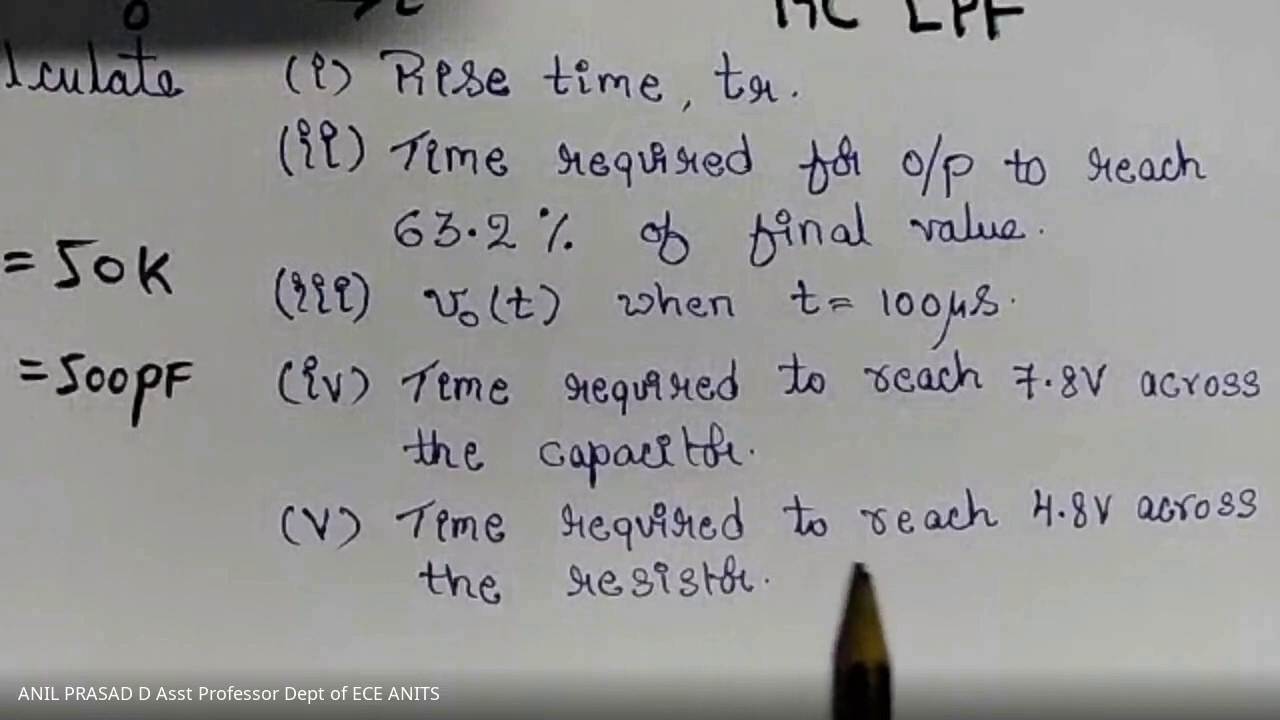 RC LPF
lculate (i) Rise time, tr.
(ii) Time required for o/p to reach
63.2 % of final value.
= 50K (iii) vo(t) when t = 100μs.
= 500pF (iv) Time required to reach 7.8V across
the capacitor.
(v) Time required to reach 4.8V across
the resistor.
ANIL PRASAD D Asst Professor Dept of ECE ANITS